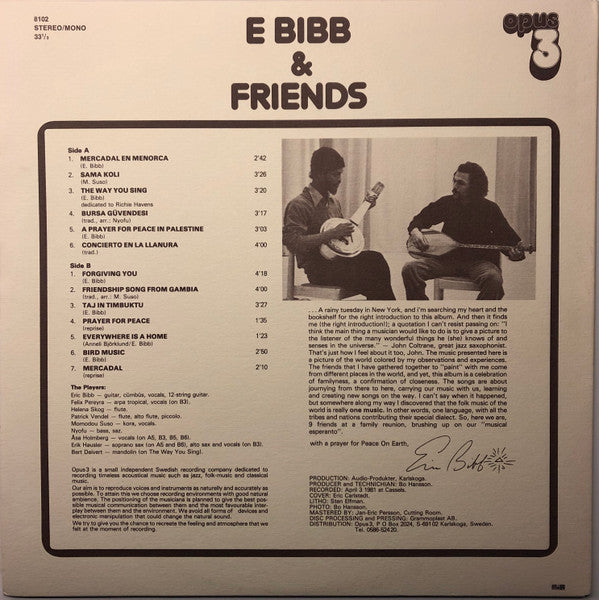 8102
STEREO/MONO
33⅓
E BIBB
&
FRIENDS
opus
3
Side A
1. MERCADAL EN MENORCA 2'42
(E. Bibb)
2. SAMA KOLI 3'26
(M. Suso)
3. THE WAY YOU SING 3'20
(E. Bibb)
dedicated to Richie Havens
4. BURSA GÜVENDESI 3'17
(trad., arr.: Nyofu)
5. A PRAYER FOR PEACE IN PALESTINE 3'03
(E. Bibb)
6. CONCIERTO EN LA LLANURA 4'00
(trad.)
Side B
1. FORGIVING YOU 4'18
(E. Bibb)
2. FRIENDSHIP SONG FROM GAMBIA 4'00
(trad., arr.: M. Suso)
3. TAJ IN TIMBUKTU 3'27
(E. Bibb)
4. PRAYER FOR PEACE 1'35
(reprise)
5. EVERYWHERE IS A HOME 1'23
(Anneli Björklund/E. Bibb)
6. BIRD MUSIC 2'50
(E. Bibb)
7. MERCADAL 0'10
(reprise)
The Players:
Eric Bibb – guitar, cümbüs, vocals, 12-string guitar.
Felix Pereyra – arpa tropical, vocals (on B3).
Helena Skog – flute.
Patrick Vendel – flute, alto flute, piccolo.
Momodou Suso – kora, vocals.
Nyofu – bass, saz.
Åsa Holmberg – vocals (on A5, B3, B5, B6).
Erik Hausler – soprano sax (on A5 and B6), alto sax and vocals (on B3).
Bert Deivert – mandolin (on The Way You Sing).
Opus3 is a small independent Swedish recording company dedicated to
recording timeless acoustical music such as jazz, folk-music and classical
music.
Our aim is to reproduce voices and instruments as naturally and acoustically as
possible. To attain this we choose recording environments with good natural
ambience. The positioning of the musicians is planned to give the best pos-
sible musical communication between them and the most favourable inter-
play between them and the environment. We avoid all forms of devices and
electronic manipulation that could change the natural sound.
We try to give you the chance to recreate the feeling and atmosphere that we
felt at the moment of recording.
. . . A rainy tuesday in New York, and i'm searching my heart and the
bookshelf for the right introduction to this album. And then it finds
me (the right introduction!); a quotation I can't resist passing on: "I
think the main thing a musician would like to do is to give a picture to
the listener of the many wonderful things he (she) knows of and
senses in the universe." – John Coltrane, great jazz saxophonist.
That's just how I feel about it too, John. The music presented here is a
picture of the world colored by my observations and experiences.
The friends that I have gathered together to "paint" with me come
from different places in the world, and yet, this album is a celebration
of familyness, a confirmation of closeness. The songs are about
journying from there to here, carrying our music with us, learning
and creating new songs on the way. I can't say when it happened,
but somewhere along my way I discovered that the folk music of the
world is really one music. In other words, one language, with all the
tribes and nations contributing their special dialect. So, here we are,
9 friends at a family reunion, brushing up on our "musical
esperanto".
with a prayer for Peace On Earth,
Eric Bibb
PRODUCTION: Audio-Produkter, Karlskoga.
PRODUCER and TECHNICHIAN: Bo Hansson.
RECORDED: April 3 1981 at Cassels.
COVER: Eric Carlstedt.
LITHO: Stan Elftman.
PHOTO: Bo Hansson.
MASTERED BY: Jan-Eric Persson, Cutting Room.
DISC PROCESSING and PRESSING: Grammoplast AB.
DISTRIBUTION: Opus3, P O Box 2024, S-69102 Karlskoga, Sweden.
Tel. 0586-524 20.